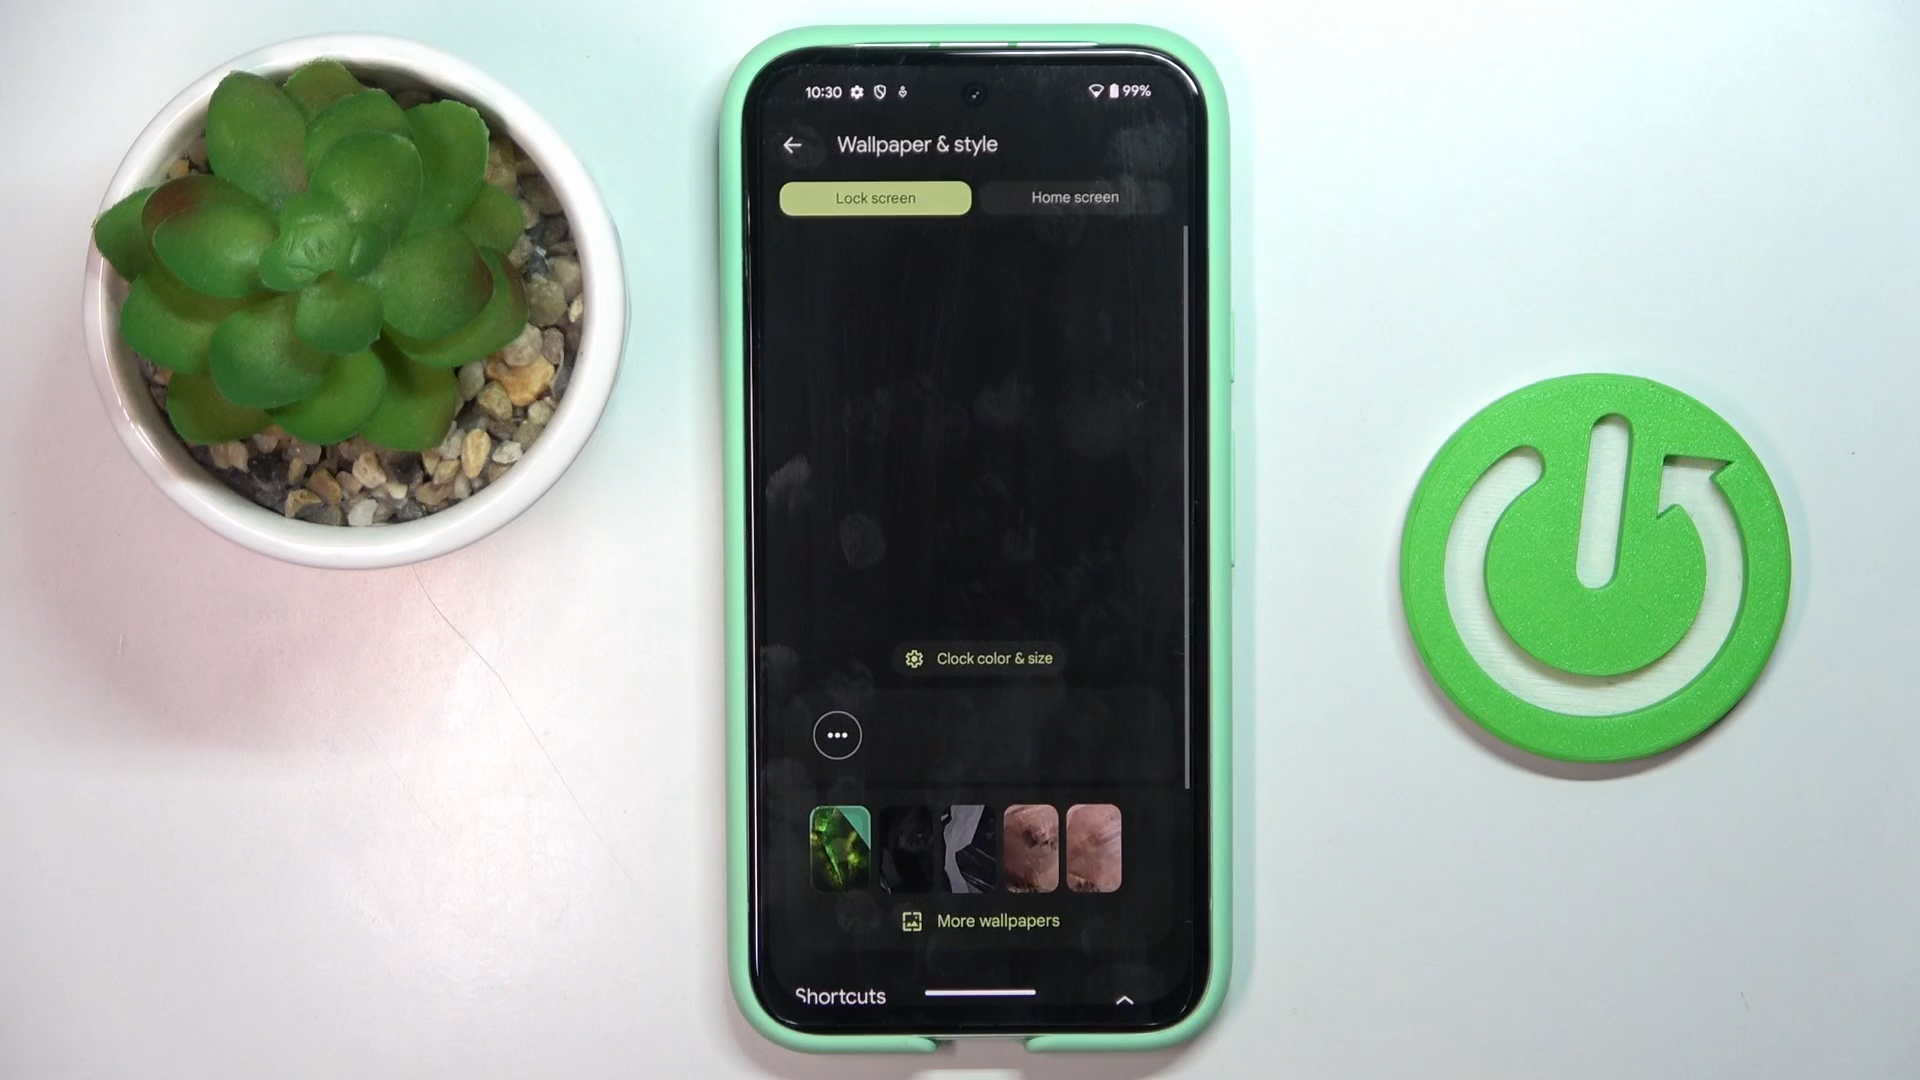 10:30
99%
Wallpaper & style
Lock screen
Home screen
Clock color & size
More wallpapers
Shortcuts